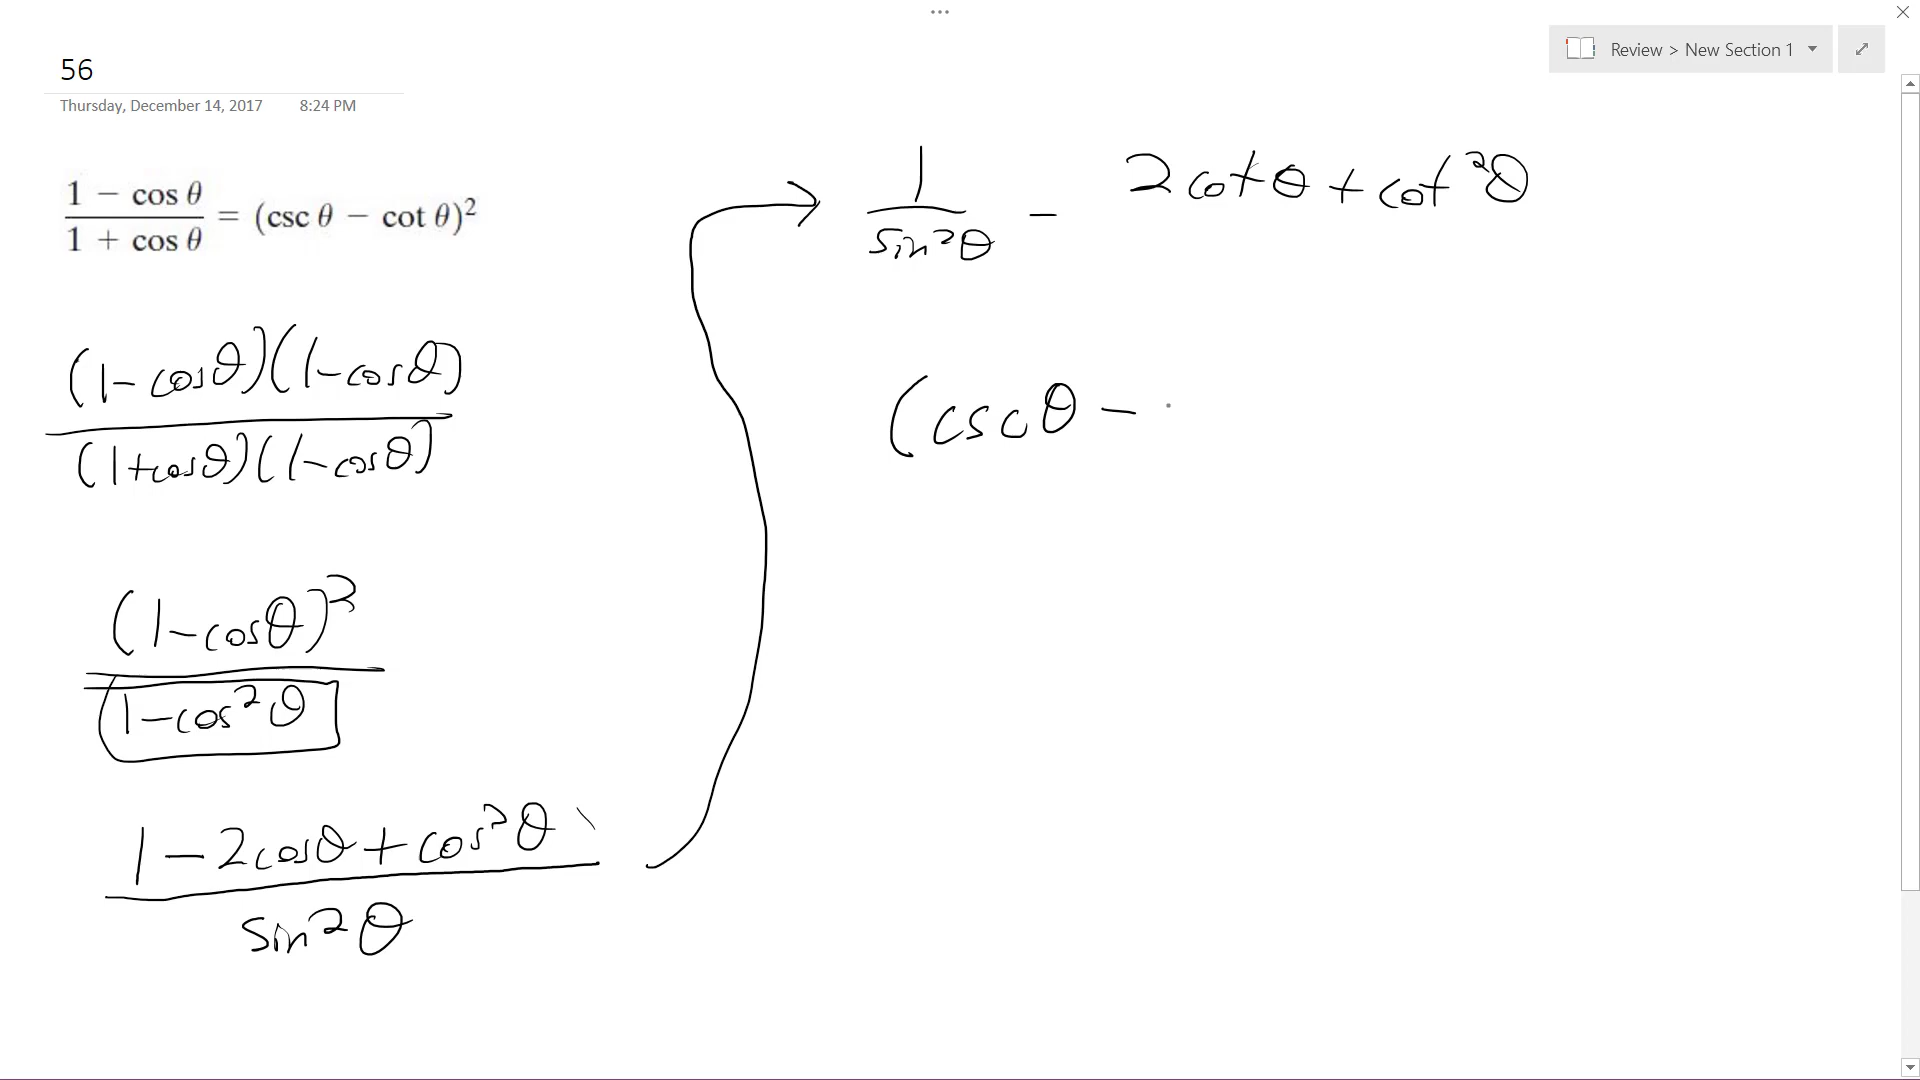 56
Thursday, December 14, 2017 8:24 PM
Review > New Section 1
1 − cos θ
1 + cos θ
= (csc θ − cot θ)²
(1-cosθ)(1-cosθ)
(1+cosθ)(1-cosθ)
(1-cosθ)²
1-cos²θ
1-2cosθ+cos²θ
sin²θ
1
sin²θ
- 2cotθ+cot²θ
(cscθ-